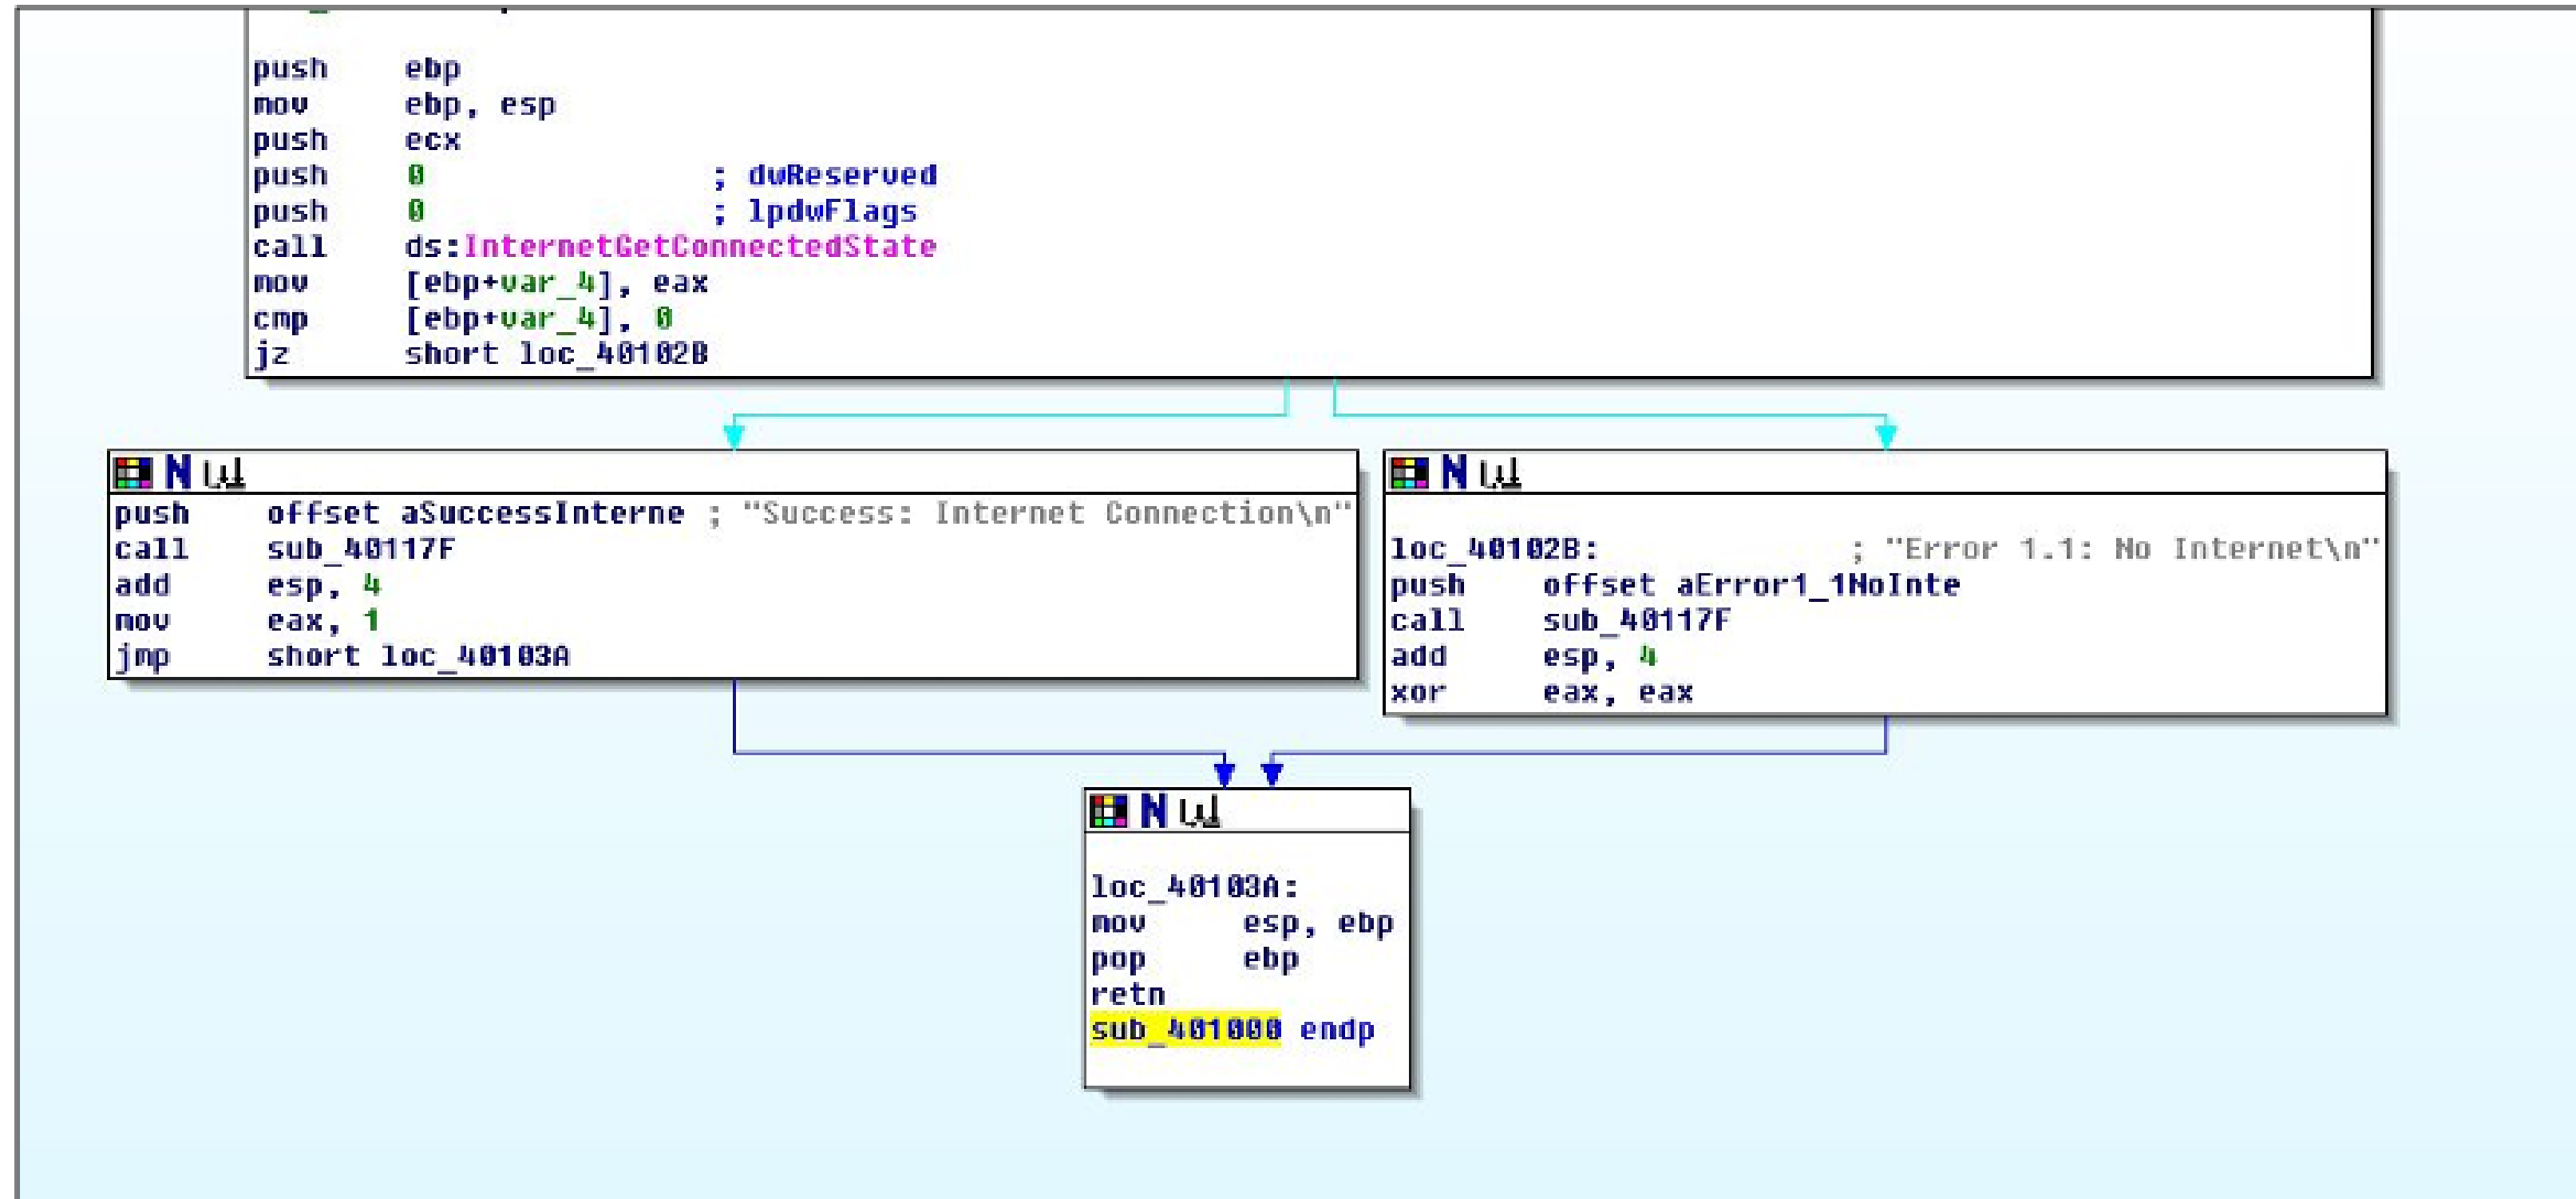 push ebp
mov ebp, esp
push ecx
push 0 ; dwReserved
push 0 ; lpdwFlags
call ds:InternetGetConnectedState
mov [ebp+var_4], eax
cmp [ebp+var_4], 0
jz short loc_40102B
push offset aSuccessInterne ; "Success: Internet Connection\n"
call sub_40117F
add esp, 4
mov eax, 1
jmp short loc_40103A
loc_40102B: ; "Error 1.1: No Internet\n"
push offset aError1_1NoInte
call sub_40117F
add esp, 4
xor eax, eax
loc_40103A:
mov esp, ebp
pop ebp
retn
sub_401000 endp